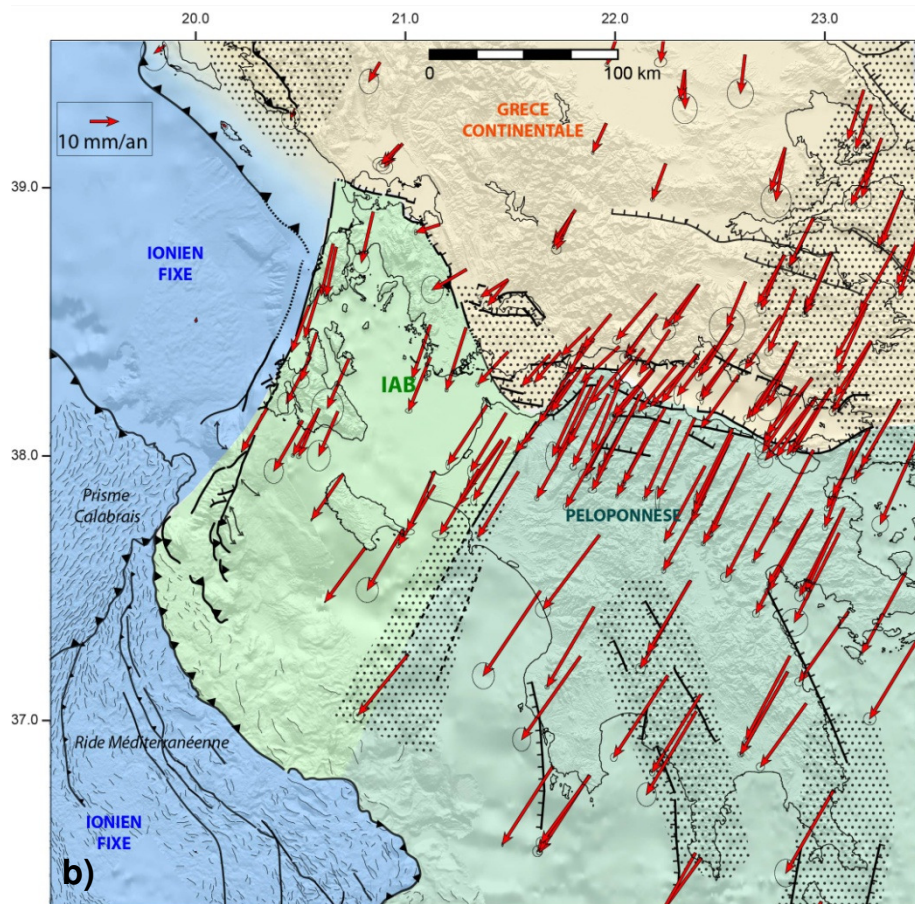 20.0 21.0 22.0 23.0
0 100 km
10 mm/an
GRECE
CONTINENTALE
39.0
IONIEN
FIXE
IAB
38.0
Prisme
Calabrais
PELOPONNESE
37.0
Ride Méditerranéenne
IONIEN
FIXE
b)